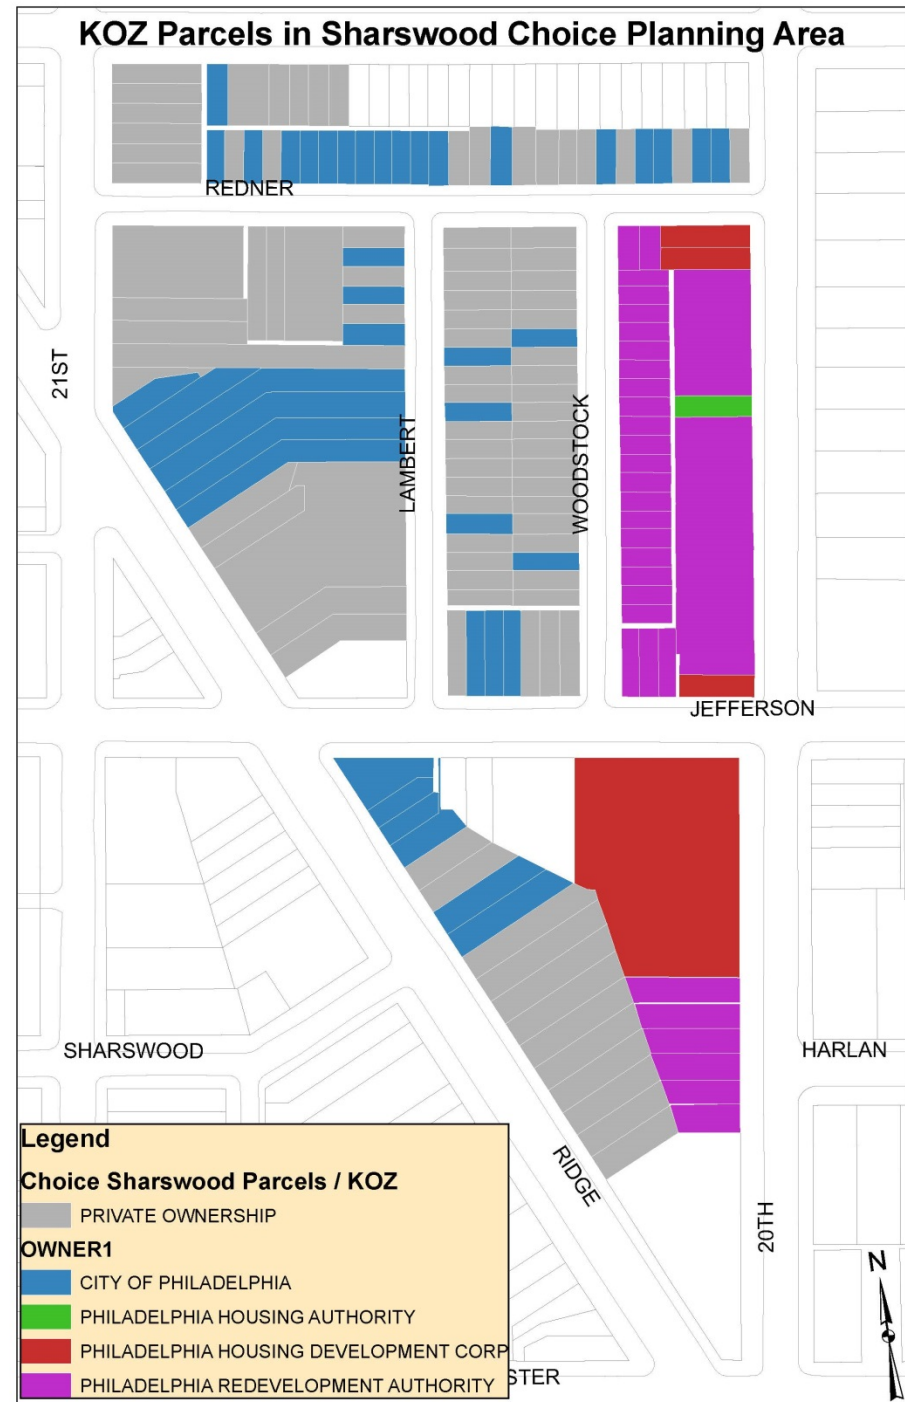 KOZ Parcels in Sharswood Choice Planning Area
REDNER
21ST
LAMBERT
WOODSTOCK
JEFFERSON
SHARSWOOD
HARLAN
RIDGE
20TH
N
Legend
Choice Sharswood Parcels / KOZ
PRIVATE OWNERSHIP
OWNER1
CITY OF PHILADELPHIA
PHILADELPHIA HOUSING AUTHORITY
PHILADELPHIA HOUSING DEVELOPMENT CORP
PHILADELPHIA REDEVELOPMENT AUTHORITY
STER